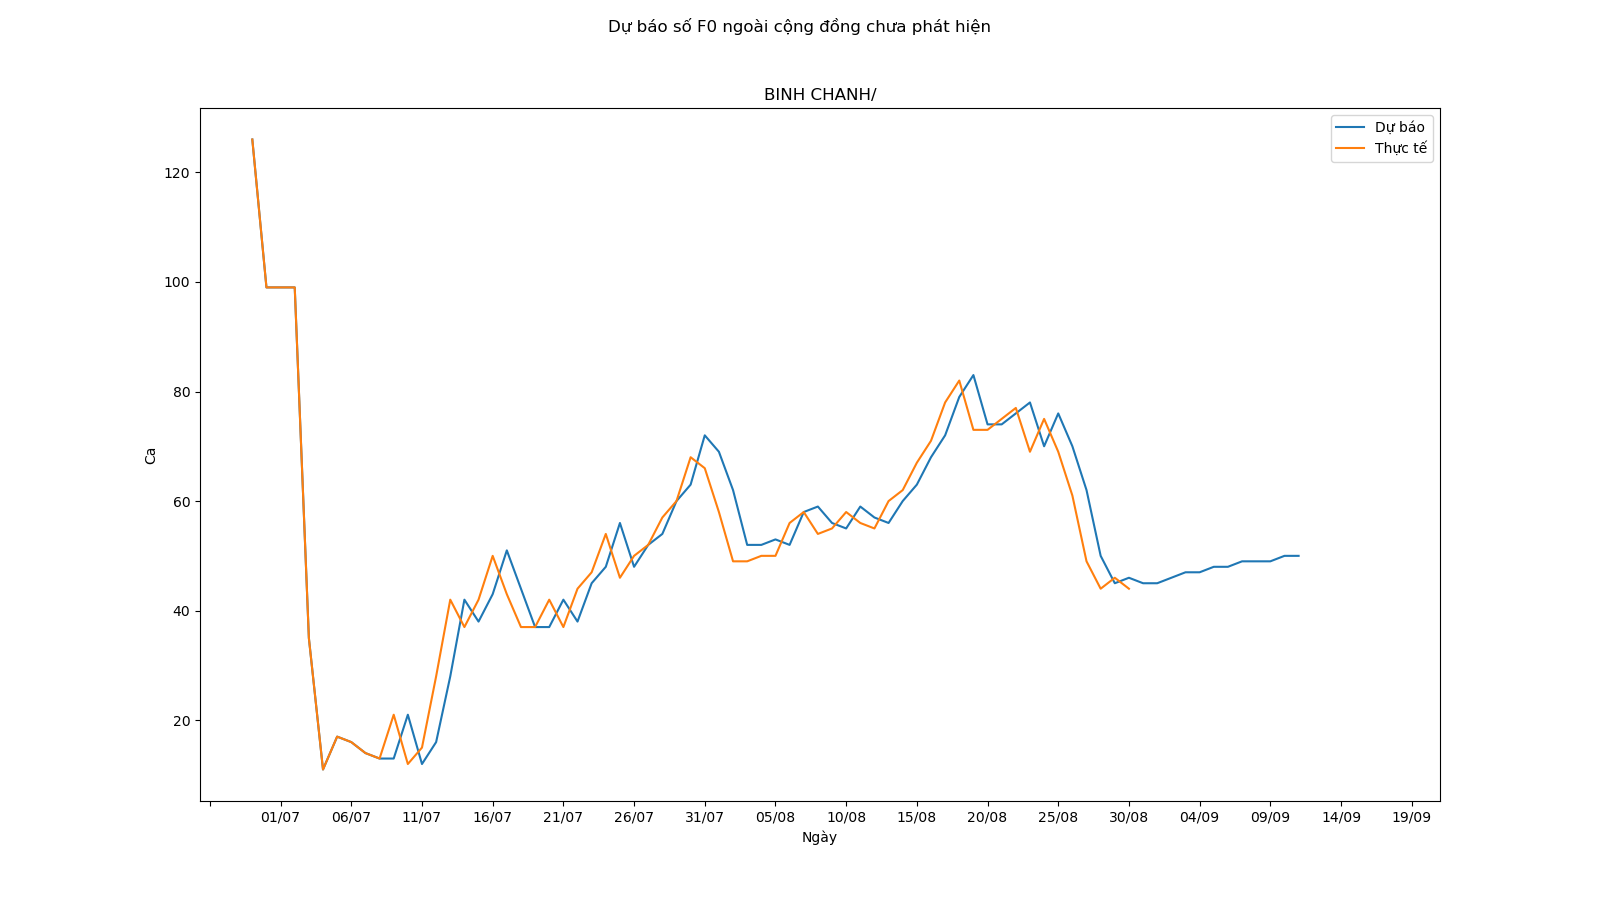 Dự báo số F0 ngoài cộng đồng chưa phát hiện
BINH CHANH/
Dự báo
Thực tế
120
100
80
60
40
20
Ca
01/07 06/07 11/07 16/07 21/07 26/07 31/07 05/08 10/08 15/08 20/08 25/08 30/08 04/09 09/09 14/09 19/09
Ngày